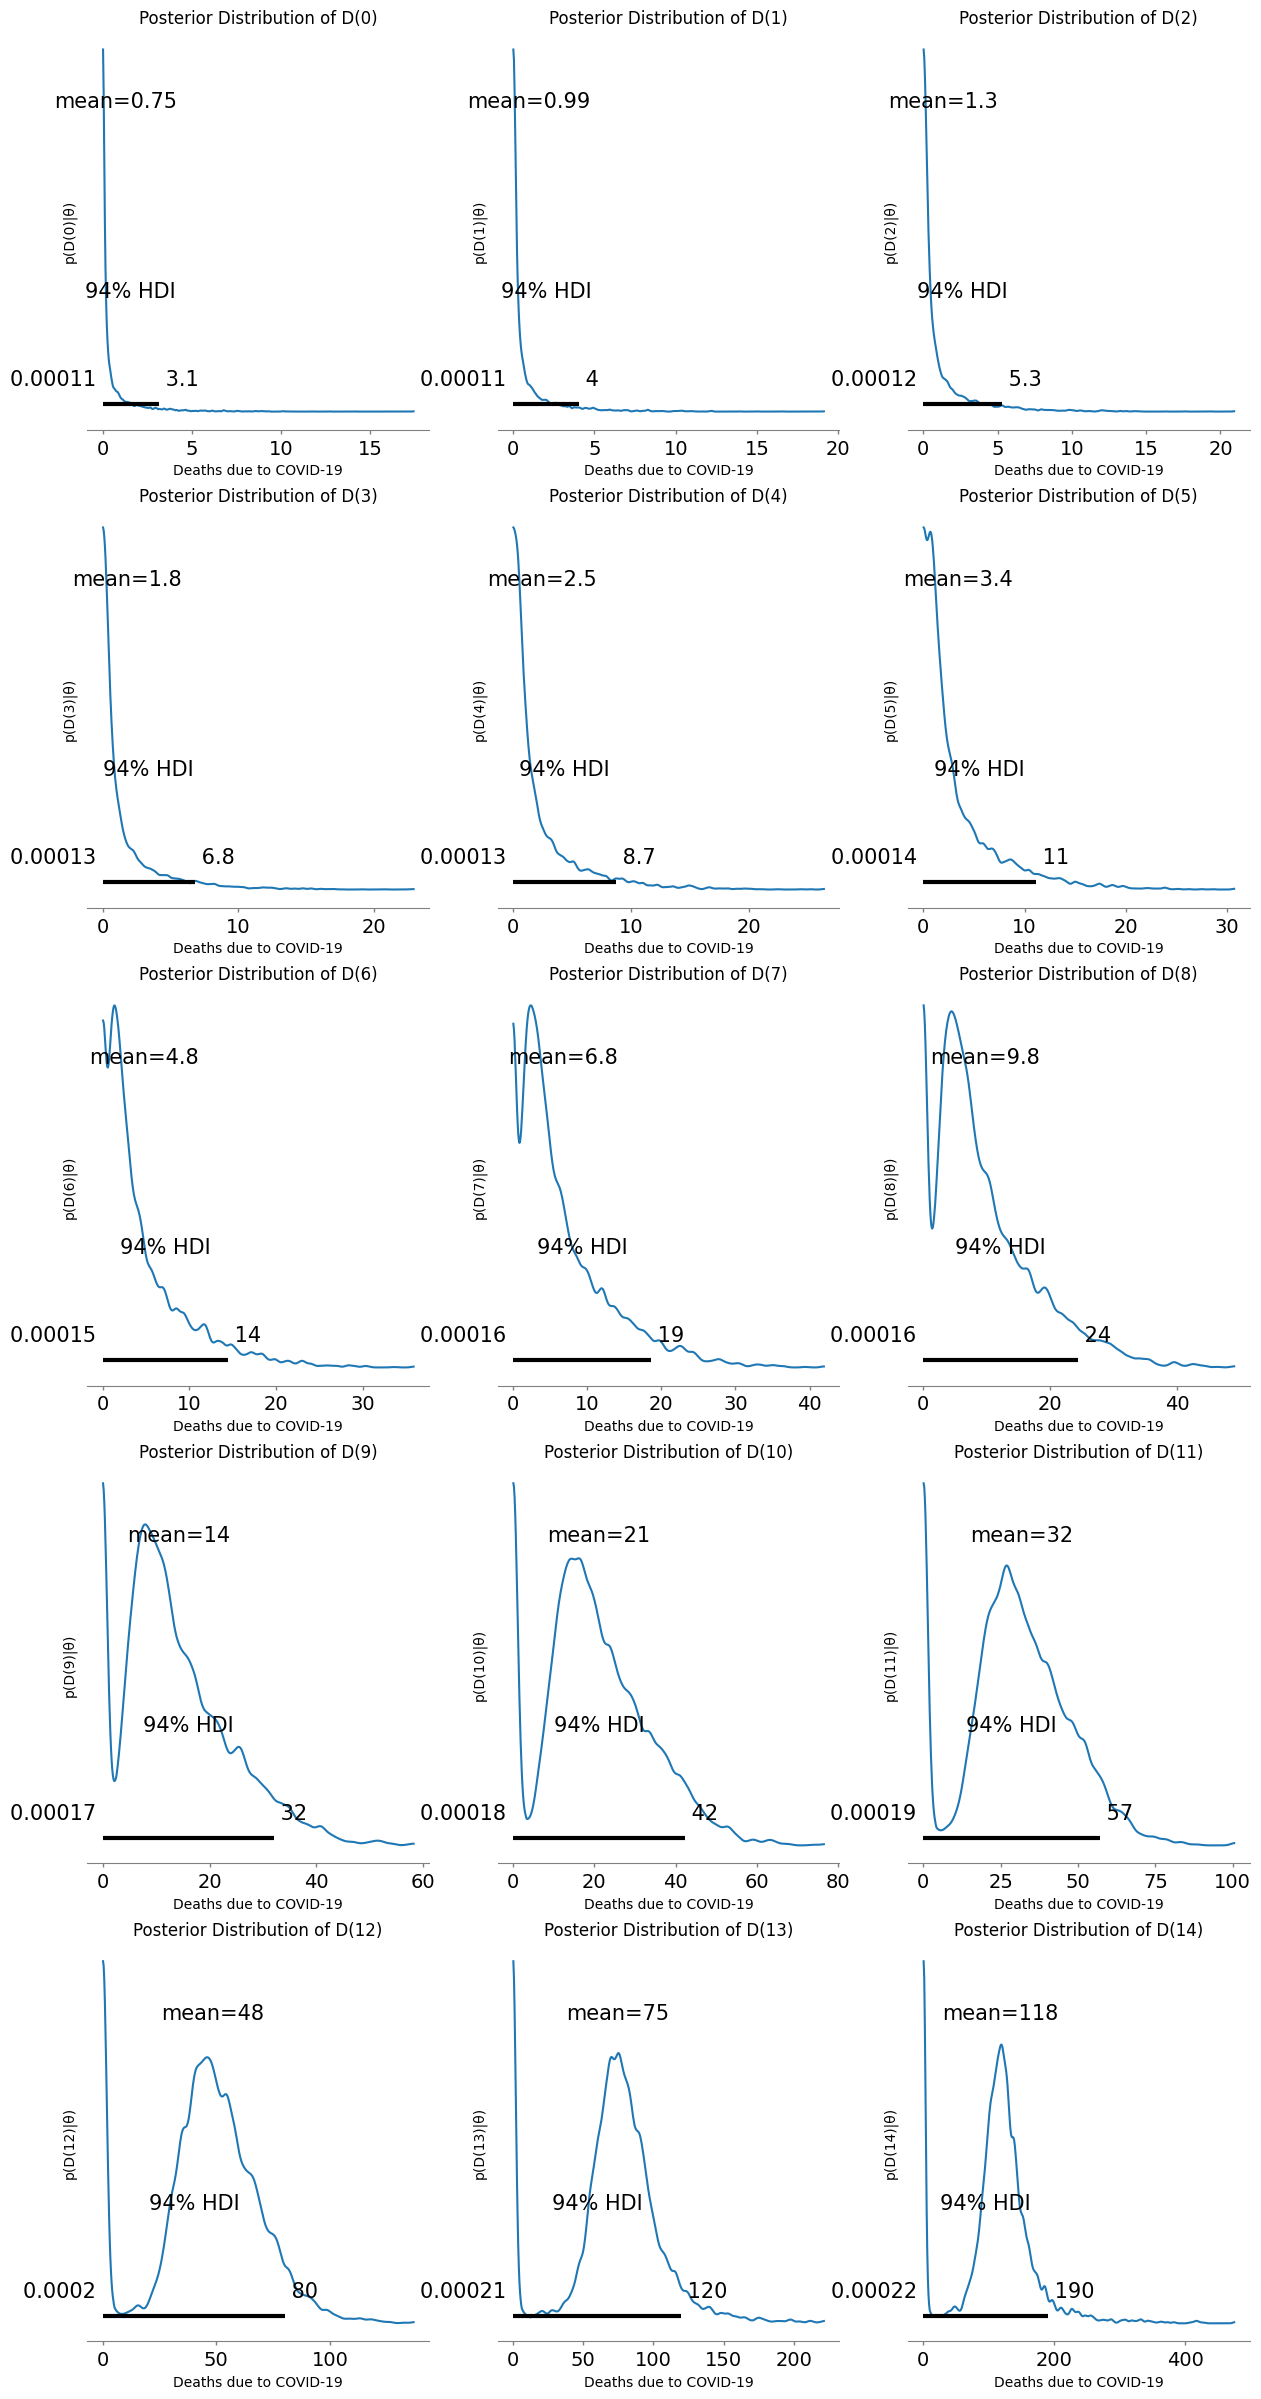 Posterior Distribution of D(0)
mean=0.75
p(D(0)|θ)
94% HDI
0.00011 3.1
0 5 10 15
Deaths due to COVID-19
Posterior Distribution of D(1)
mean=0.99
p(D(1)|θ)
94% HDI
0.00011 4
0 5 10 15 20
Deaths due to COVID-19
Posterior Distribution of D(2)
mean=1.3
p(D(2)|θ)
94% HDI
0.00012 5.3
0 5 10 15 20
Deaths due to COVID-19
Posterior Distribution of D(3)
mean=1.8
p(D(3)|θ)
94% HDI
0.00013 6.8
0 10 20
Deaths due to COVID-19
Posterior Distribution of D(4)
mean=2.5
p(D(4)|θ)
94% HDI
0.00013 8.7
0 10 20
Deaths due to COVID-19
Posterior Distribution of D(5)
mean=3.4
p(D(5)|θ)
94% HDI
0.00014 11
0 10 20 30
Deaths due to COVID-19
Posterior Distribution of D(6)
mean=4.8
p(D(6)|θ)
94% HDI
0.00015 14
0 10 20 30
Deaths due to COVID-19
Posterior Distribution of D(7)
mean=6.8
p(D(7)|θ)
94% HDI
0.00016 19
0 10 20 30 40
Deaths due to COVID-19
Posterior Distribution of D(8)
mean=9.8
p(D(8)|θ)
94% HDI
0.00016 24
0 20 40
Deaths due to COVID-19
Posterior Distribution of D(9)
mean=14
p(D(9)|θ)
94% HDI
0.00017 32
0 20 40 60
Deaths due to COVID-19
Posterior Distribution of D(10)
mean=21
p(D(10)|θ)
94% HDI
0.00018 42
0 20 40 60 80
Deaths due to COVID-19
Posterior Distribution of D(11)
mean=32
p(D(11)|θ)
94% HDI
0.00019 57
0 25 50 75 100
Deaths due to COVID-19
Posterior Distribution of D(12)
mean=48
p(D(12)|θ)
94% HDI
0.0002 80
0 50 100
Deaths due to COVID-19
Posterior Distribution of D(13)
mean=75
p(D(13)|θ)
94% HDI
0.00021 120
0 50 100 150 200
Deaths due to COVID-19
Posterior Distribution of D(14)
mean=118
p(D(14)|θ)
94% HDI
0.00022 190
0 200 400
Deaths due to COVID-19